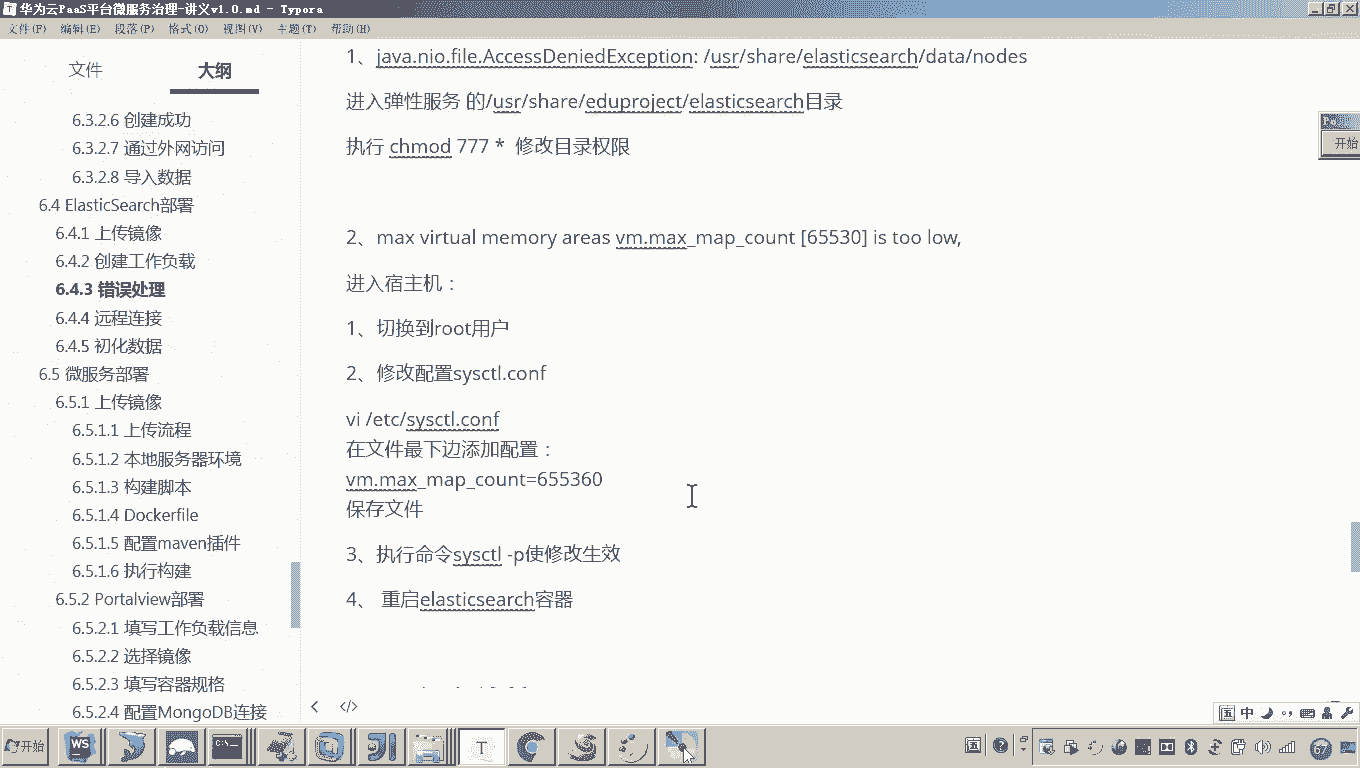 华为云PaaS平台微服务治理-讲义v1.0.md - Typora
文件(F) 编辑(E) 段落(P) 格式(O) 视图(V) 主题(T) 帮助(H)
文件 大纲
6.3.2.6 创建成功
6.3.2.7 通过外网访问
6.3.2.8 导入数据
6.4 ElasticSearch部署
6.4.1 上传镜像
6.4.2 创建工作负载
6.4.3 错误处理
6.4.4 远程连接
6.4.5 初化数据
6.5 微服务部署
6.5.1 上传镜像
6.5.1.1 上传流程
6.5.1.2 本地服务器环境
6.5.1.3 构建脚本
6.5.1.4 Dockerfile
6.5.1.5 配置maven插件
6.5.1.6 执行构建
6.5.2 Portalview部署
6.5.2.1 填写工作负载信息
6.5.2.2 选择镜像
6.5.2.3 填写容器规格
6.5.2.4 配置MongoDB连接
1、java.nio.file.AccessDeniedException: /usr/share/elasticsearch/data/nodes
进入弹性服务 的/usr/share/eduproject/elasticsearch目录
执行 chmod 777 * 修改目录权限
2、max virtual memory areas vm.max_map_count [65530] is too low,
进入宿主机：
1、切换到root用户
2、修改配置sysctl.conf
vi /etc/sysctl.conf
在文件最下边添加配置：
vm.max_map_count=655360
保存文件
3、执行命令sysctl -p使修改生效
4、 重启elasticsearch容器
开始
中
开始
WS
T
67